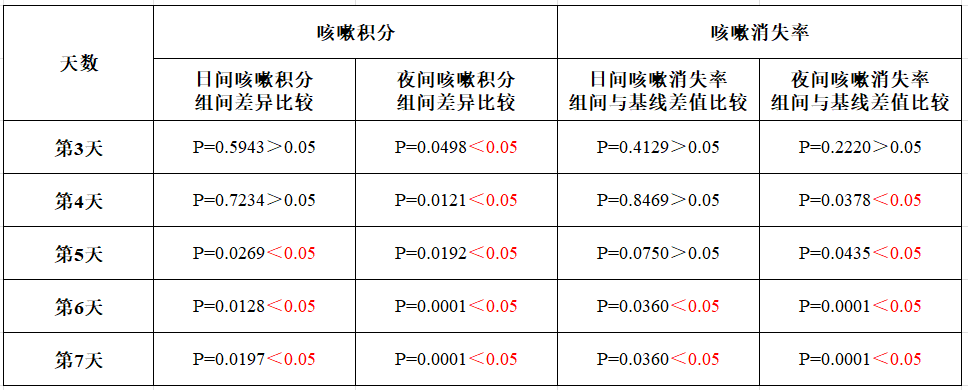 天数
咳嗽积分
咳嗽消失率
日间咳嗽积分
组间差异比较
夜间咳嗽积分
组间差异比较
日间咳嗽消失率
组间与基线差值比较
夜间咳嗽消失率
组间与基线差值比较
第3天
P=0.5943＞0.05
P=0.0498＜0.05
P=0.4129＞0.05
P=0.2220＞0.05
第4天
P=0.7234＞0.05
P=0.0121＜0.05
P=0.8469＞0.05
P=0.0378＜0.05
第5天
P=0.0269＜0.05
P=0.0192＜0.05
P=0.0750＞0.05
P=0.0435＜0.05
第6天
P=0.0128＜0.05
P=0.0001＜0.05
P=0.0360＜0.05
P=0.0001＜0.05
第7天
P=0.0197＜0.05
P=0.0001＜0.05
P=0.0360＜0.05
P=0.0001＜0.05